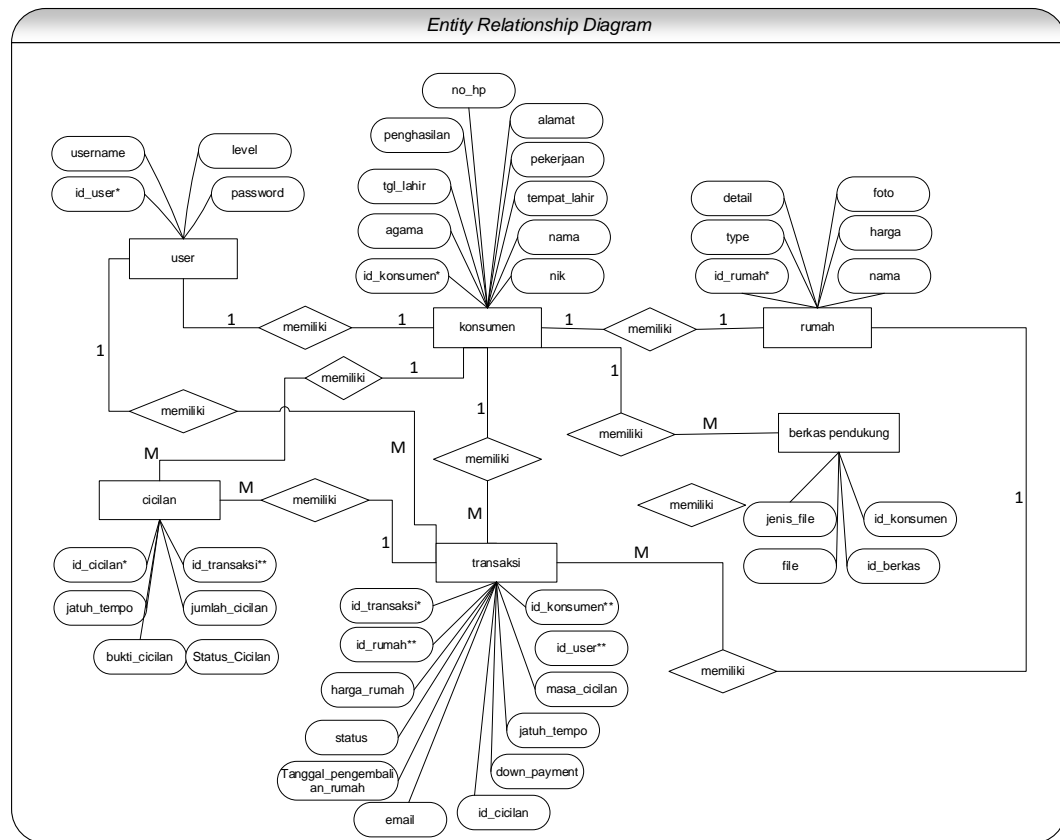 Entity Relationship Diagram
no_hp
penghasilan
alamat
username
level
pekerjaan
id_user*
password
tgl_lahir
tempat_lahir
detail
foto
agama
nama
type
harga
user
id_konsumen*
nik
id_rumah*
nama
1
memiliki
1
konsumen
1
memiliki
1
rumah
1
memiliki
1
1
1
memiliki
M
memiliki
M
berkas pendukung
M
memiliki
cicilan
M
memiliki
memiliki
1
jenis_file
id_konsumen
M
1
transaksi
M
file
id_berkas
id_cicilan*
id_transaksi**
id_transaksi*
id_konsumen**
jatuh_tempo
jumlah_cicilan
id_rumah**
id_user**
bukti_cicilan
Status_Cicilan
memiliki
harga_rumah
masa_cicilan
status
jatuh_tempo
Tanggal_pengembali
an_rumah
down_payment
email
id_cicilan